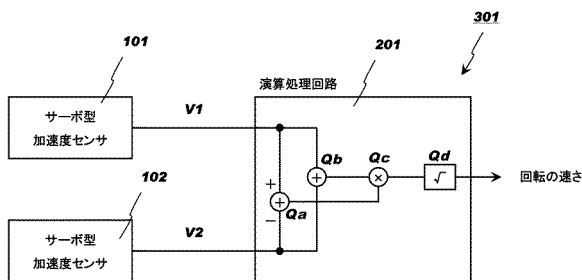 101
301
201
演算処理回路
サーボ型
加速度センサ
V1
Qb
Qc
Qd
+
×
√
回転の速さ
+
+
Qa
−
102
サーボ型
加速度センサ
V2